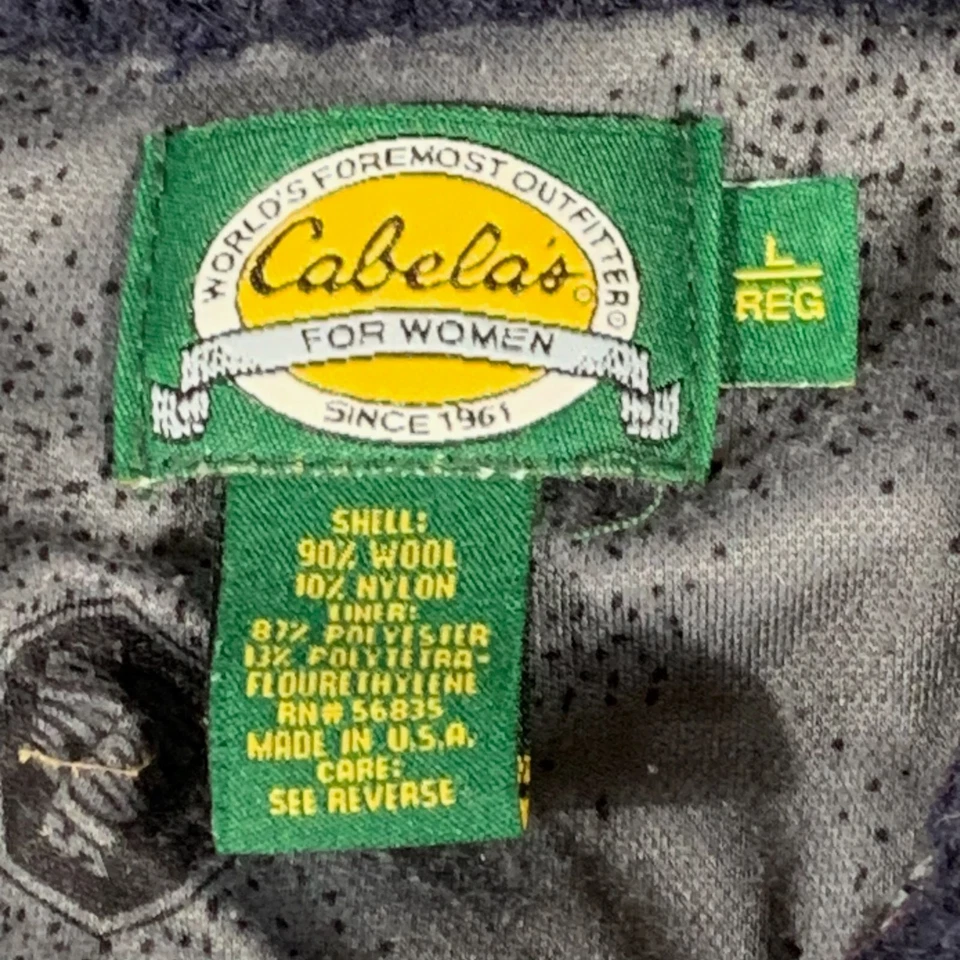 WORLD'S FOREMOST OUTFITTER
Cabela's
FOR WOMEN
SINCE 1961
L
REG
SHELL:
90% WOOL
10% NYLON
LINER:
87% POLYESTER
13% POLYTETRA-
FLOURETHYLENE
RN# 56835
MADE IN U.S.A.
CARE:
SEE REVERSE